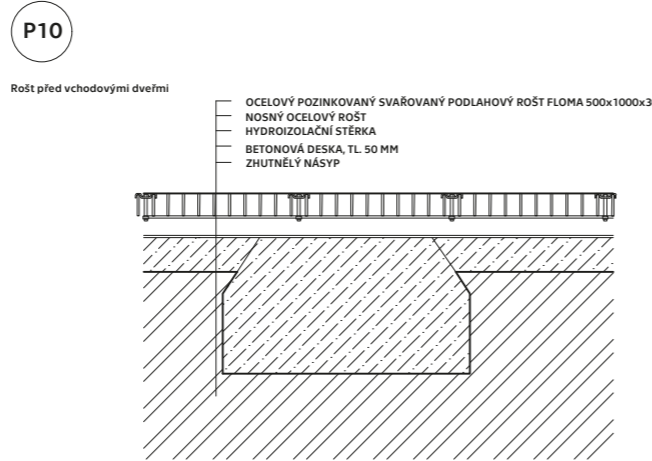 P10
Rošt před vchodovými dveřmi
OCELOVÝ POZINKOVANÝ SVAŘOVANÝ PODLAHOVÝ ROŠT FLOMA 500x1000x3
NOSNÝ OCELOVÝ ROŠT
HYDROIZOLAČNÍ STĚRKA
BETONOVÁ DESKA, TL. 50 MM
ZHUTNĚLÝ NÁSYP